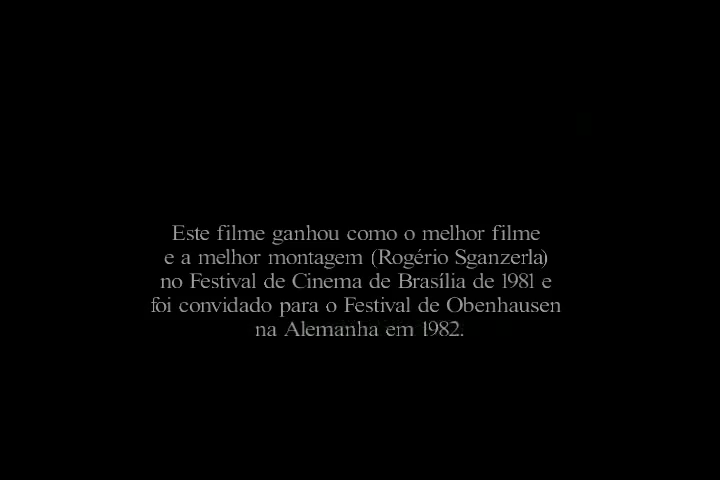 Este filme ganhou como o melhor filme
e a melhor montagem (Rogério Sganzerla)
no Festival de Cinema de Brasília de 1981 e
foi convidado para o Festival de Obenhausen
na Alemanha em 1982.